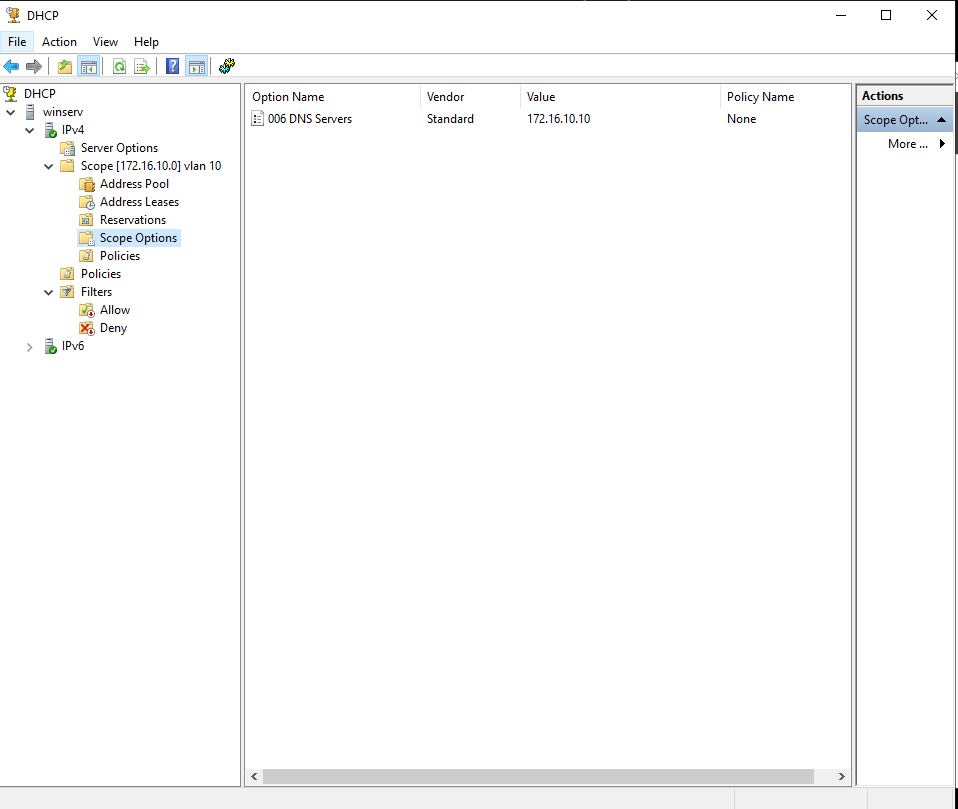 DHCP
File Action View Help
DHCP
winserv
IPv4
Server Options
Scope [172.16.10.0] vlan 10
Address Pool
Address Leases
Reservations
Scope Options
Policies
Policies
Filters
Allow
Deny
IPv6
Option Name Vendor Value Policy Name
006 DNS Servers Standard 172.16.10.10 None
Actions
Scope Opt...
More ...